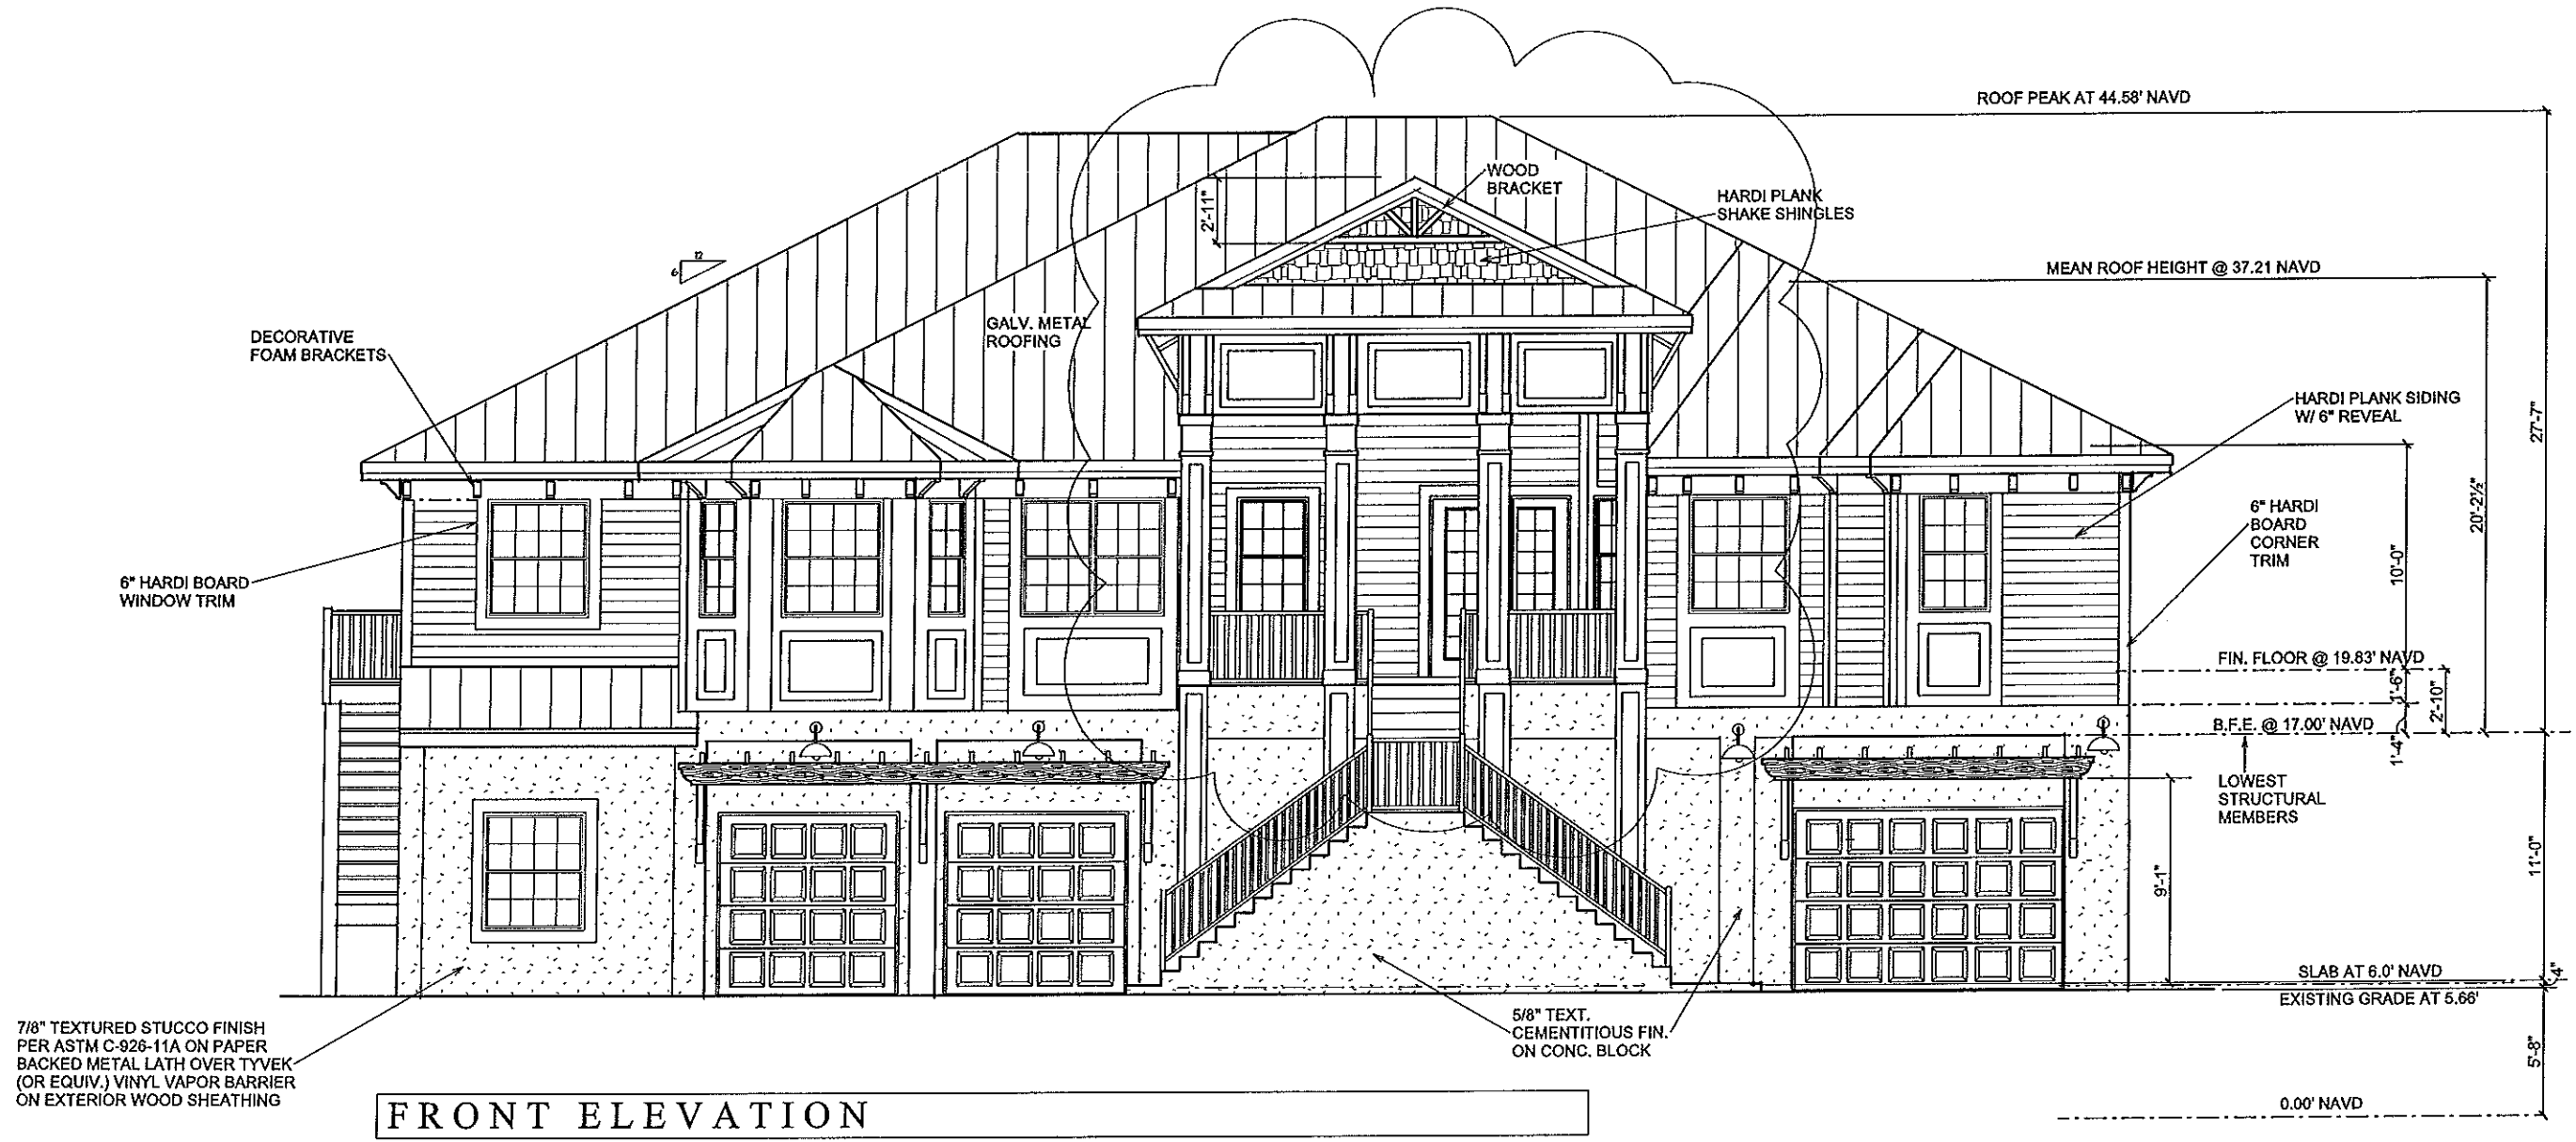 ROOF PEAK AT 44.58' NAVD
WOOD
BRACKET
HARDI PLANK
SHAKE SHINGLES
2'-11"
12
6
MEAN ROOF HEIGHT @ 37.21 NAVD
DECORATIVE
FOAM BRACKETS
GALV. METAL
ROOFING
HARDI PLANK SIDING
W/ 6" REVEAL
27'-7"
20'-2½"
6" HARDI
BOARD
CORNER
TRIM
10'-0"
6" HARDI BOARD
WINDOW TRIM
FIN. FLOOR @ 19.83' NAVD
1'-6"
2'-10"
B.F.E. @ 17.00' NAVD
1'-4"
LOWEST
STRUCTURAL
MEMBERS
11'-0"
9'-1"
SLAB AT 6.0' NAVD
4"
EXISTING GRADE AT 5.66'
7/8" TEXTURED STUCCO FINISH
PER ASTM C-926-11A ON PAPER
BACKED METAL LATH OVER TYVEK
(OR EQUIV.) VINYL VAPOR BARRIER
ON EXTERIOR WOOD SHEATHING
5/8" TEXT.
CEMENTITIOUS FIN.
ON CONC. BLOCK
5'-8"
0.00' NAVD
FRONT ELEVATION